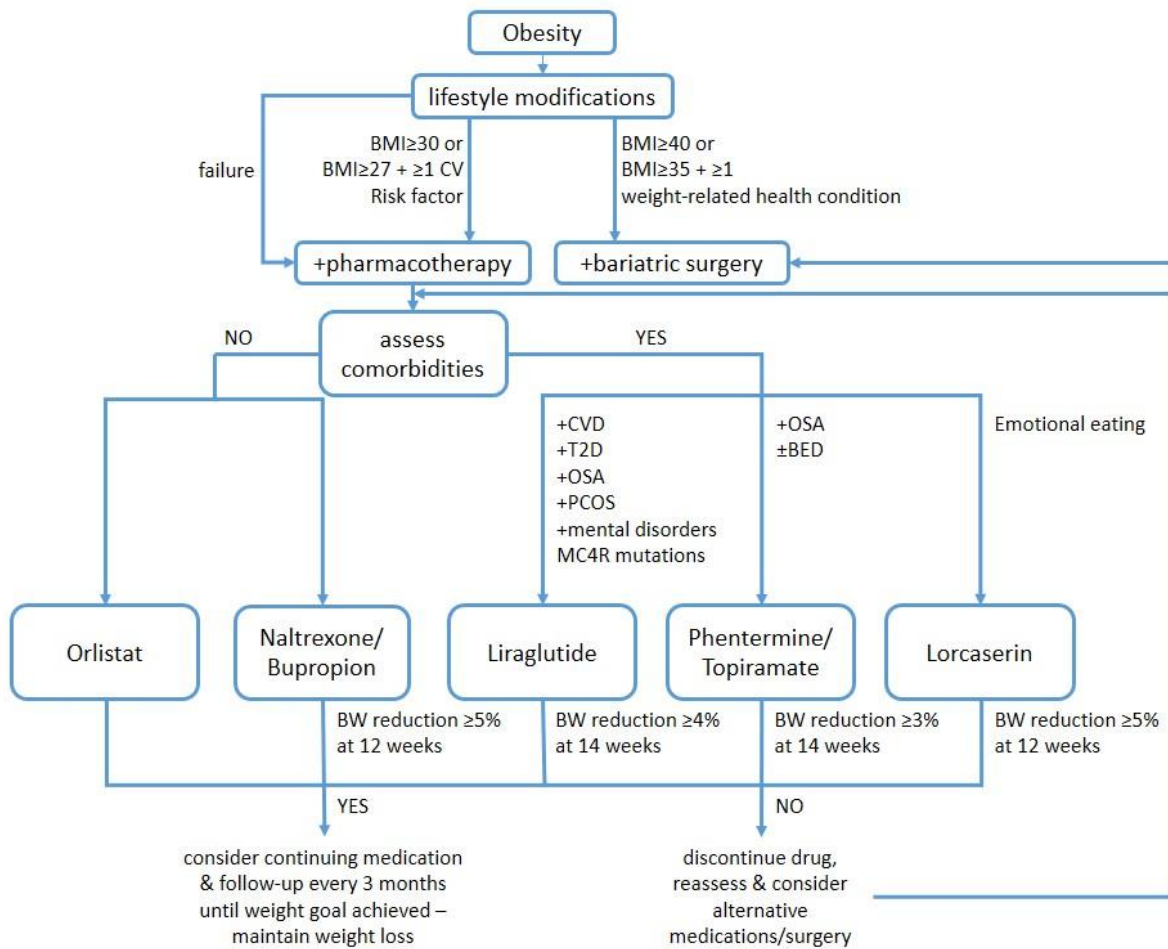 Obesity
lifestyle modifications
failure
BMI≥30 or
BMI≥27 + ≥1 CV
Risk factor
BMI≥40 or
BMI≥35 + ≥1
weight-related health condition
+pharmacotherapy
+bariatric surgery
assess
comorbidities
NO
YES
+CVD
+T2D
+OSA
+PCOS
+mental disorders
MC4R mutations
+OSA
±BED
Emotional eating
Orlistat
Naltrexone/
Bupropion
Liraglutide
Phentermine/
Topiramate
Lorcaserin
BW reduction ≥5%
at 12 weeks
BW reduction ≥4%
at 14 weeks
BW reduction ≥3%
at 14 weeks
BW reduction ≥5%
at 12 weeks
YES
NO
consider continuing medication
& follow-up every 3 months
until weight goal achieved –
maintain weight loss
discontinue drug,
reassess & consider
alternative
medications/surgery